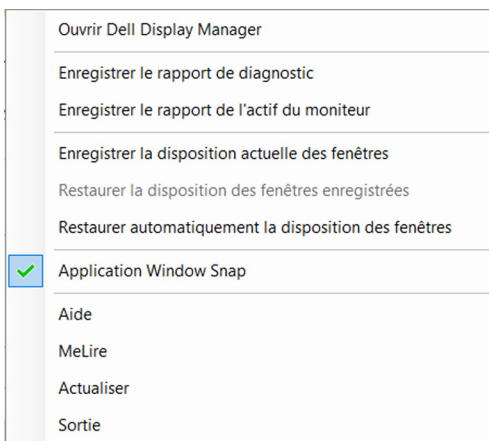 Ouvrir Dell Display Manager
Enregistrer le rapport de diagnostic
Enregistrer le rapport de l'actif du moniteur
Enregistrer la disposition actuelle des fenêtres
Restaurer la disposition des fenêtres enregistrées
Restaurer automatiquement la disposition des fenêtres
Application Window Snap
Aide
MeLire
Actualiser
Sortie